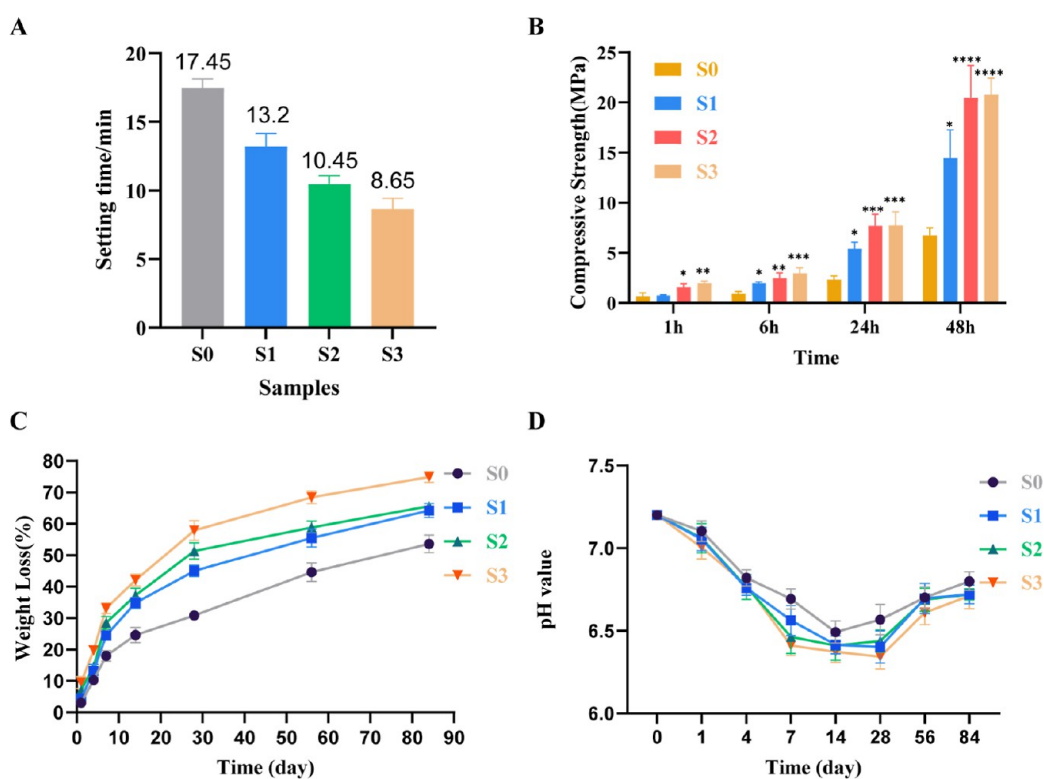 A
Setting time/min
20
15
10
5
0
17.45
13.2
10.45
8.65
S0 S1 S2 S3
Samples
B
Compressive Strength(MPa)
25
20
15
10
5
0
S0
S1
S2
S3
* **
* ** ***
* *** ***
* **** ****
1h 6h 24h 48h
Time
C
Weight Loss(%)
80
70
60
50
40
30
20
10
0
0 10 20 30 40 50 60 70 80 90
Time (day)
S0
S1
S2
S3
D
pH value
7.5
7.0
6.5
6.0
0 1 4 7 14 28 56 84
Time (day)
S0
S1
S2
S3